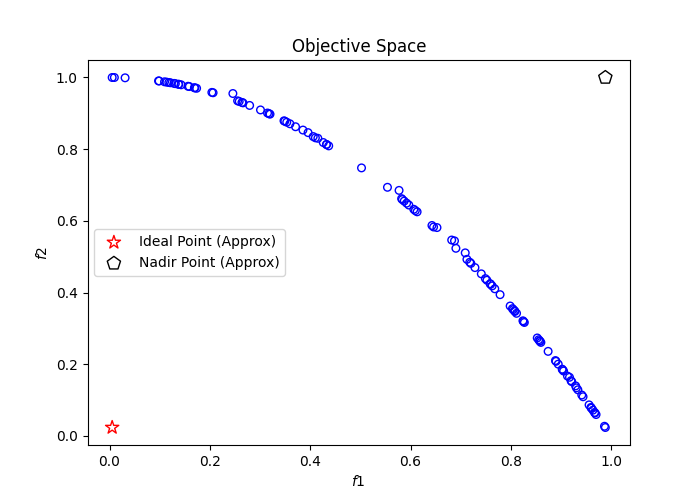 Objective Space
1.0
0.8
0.6
0.4
0.2
0.0
f2
Ideal Point (Approx)
Nadir Point (Approx)
0.0 0.2 0.4 0.6 0.8 1.0
f1